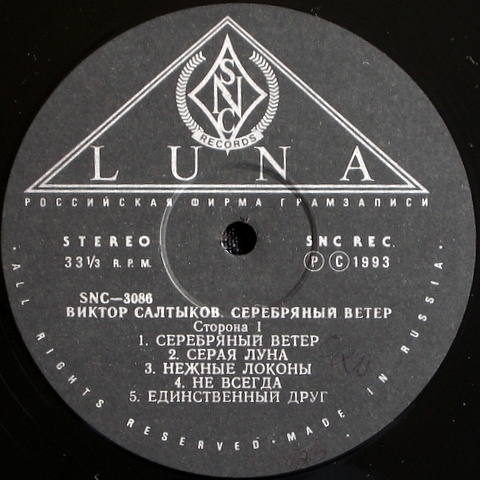 SNC
RECORDS
LUNA
РОССИЙСКАЯ ФИРМА ГРАМЗАПИСИ
STEREO
33 1/3 R.P.M.
SNC REC.
Ⓟ Ⓒ 1993
SNC—3086
ВИКТОР САЛТЫКОВ. СЕРЕБРЯНЫЙ ВЕТЕР
Сторона I
1. СЕРЕБРЯНЫЙ ВЕТЕР
2. СЕРАЯ ЛУНА
3. НЕЖНЫЕ ЛОКОНЫ
4. НЕ ВСЕГДА
5. ЕДИНСТВЕННЫЙ ДРУГ
· ALL RIGHTS RESERVED · MADE IN RUSSIA ·